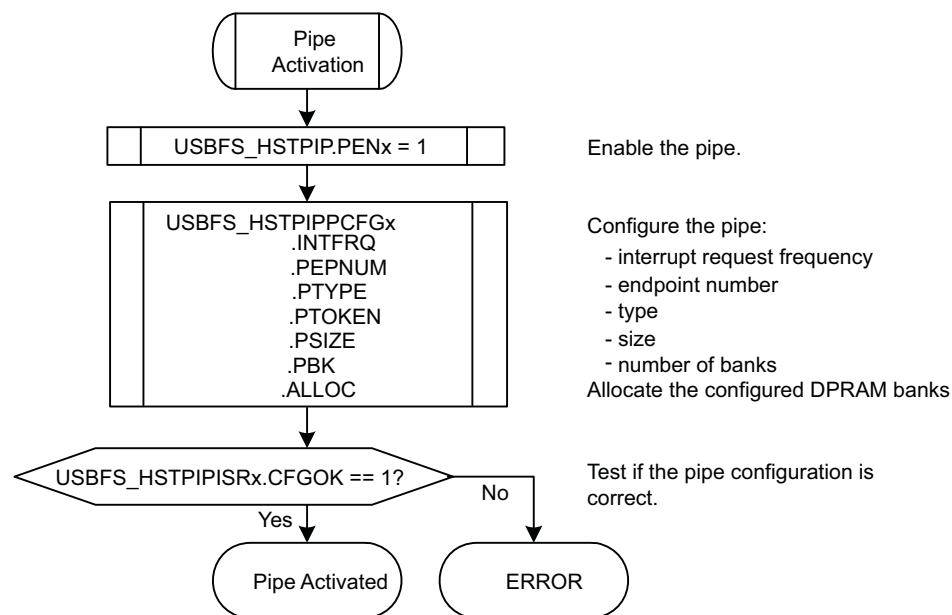 Pipe
Activation
USBFS_HSTPIP.PENx = 1
Enable the pipe.
USBFS_HSTPIPPCFGx
.INTFRQ
.PEPNUM
.PTYPE
.PTOKEN
.PSIZE
.PBK
.ALLOC
Configure the pipe:
- interrupt request frequency
- endpoint number
- type
- size
- number of banks
Allocate the configured DPRAM banks
USBFS_HSTPIPISRx.CFGOK == 1?
No
Yes
Test if the pipe configuration is
correct.
Pipe Activated
ERROR